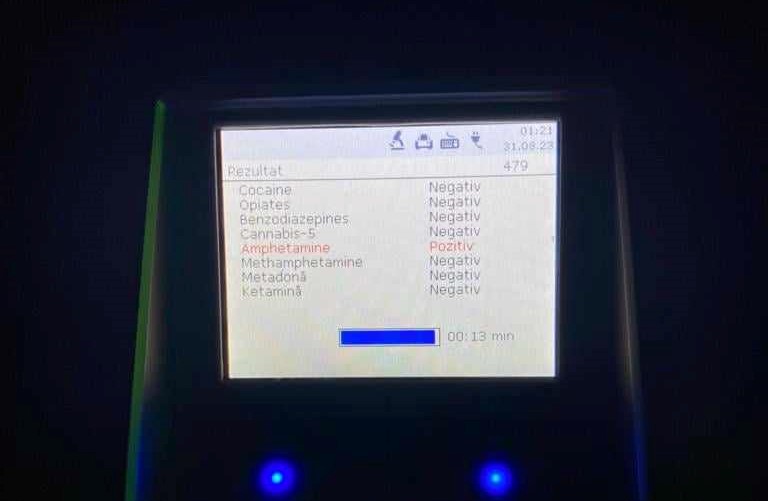 01:21
31.08.23
Rezultat 479
Cocaine Negativ
Opiates Negativ
Benzodiazepines Negativ
Cannabis-5 Negativ
Amphetamine Pozitiv
Methamphetamine Negativ
Metadonă Negativ
Ketamină Negativ
00:13 min